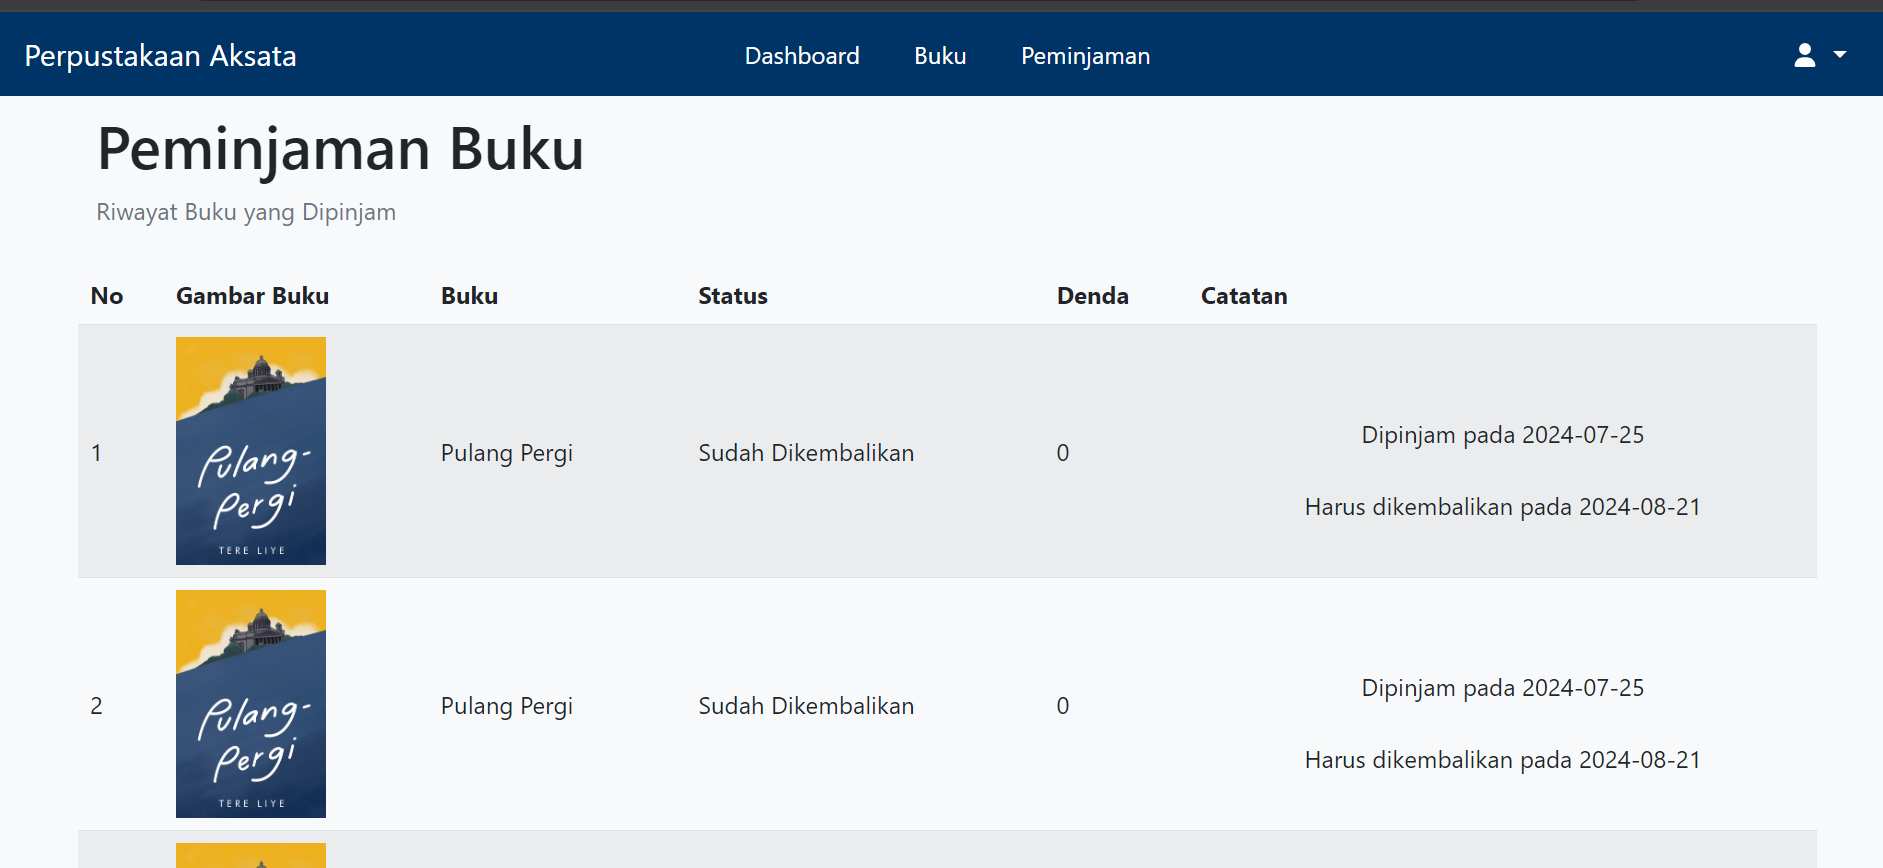 Perpustakaan Aksata Dashboard Buku Peminjaman
Peminjaman Buku
Riwayat Buku yang Dipinjam
No Gambar Buku Buku Status Denda Catatan
Pulang-
Pergi
TERE LIYE
1 Pulang Pergi Sudah Dikembalikan 0
Dipinjam pada 2024-07-25
Harus dikembalikan pada 2024-08-21
Pulang-
Pergi
TERE LIYE
2 Pulang Pergi Sudah Dikembalikan 0
Dipinjam pada 2024-07-25
Harus dikembalikan pada 2024-08-21